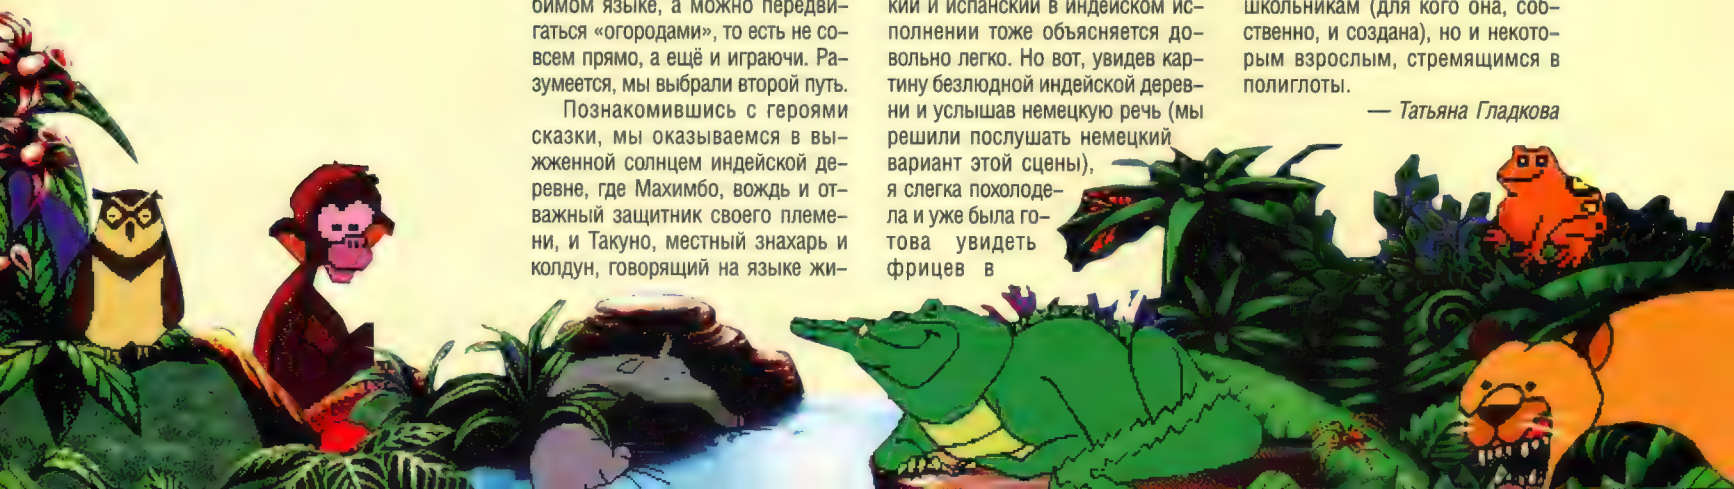 бимом языке, а можно передви-
гаться «огородами», то есть не со-
всем прямо, а ещё и играючи. Ра-
зумеется, мы выбрали второй путь.
Познакомившись с героями
сказки, мы оказываемся в вы-
жженной солнцем индейской де-
ревне, где Махимбо, вождь и от-
важный защитник своего племе-
ни, и Такуно, местный знахарь и
колдун, говорящий на языке жи-
кий и испанский в индейском ис-
полнении тоже объясняется до-
вольно легко. Но вот, увидев кар-
тину безлюдной индейской дерев-
ни и услышав немецкую речь (мы
решили послушать немецкий
вариант этой сцены),
я слегка похолоде-
ла и уже была го-
това увидеть
фрицев в
школьникам (для кого она, соб-
ственно, и создана), но и некото-
рым взрослым, стремящимся в
полиглоты.
— Татьяна Гладкова